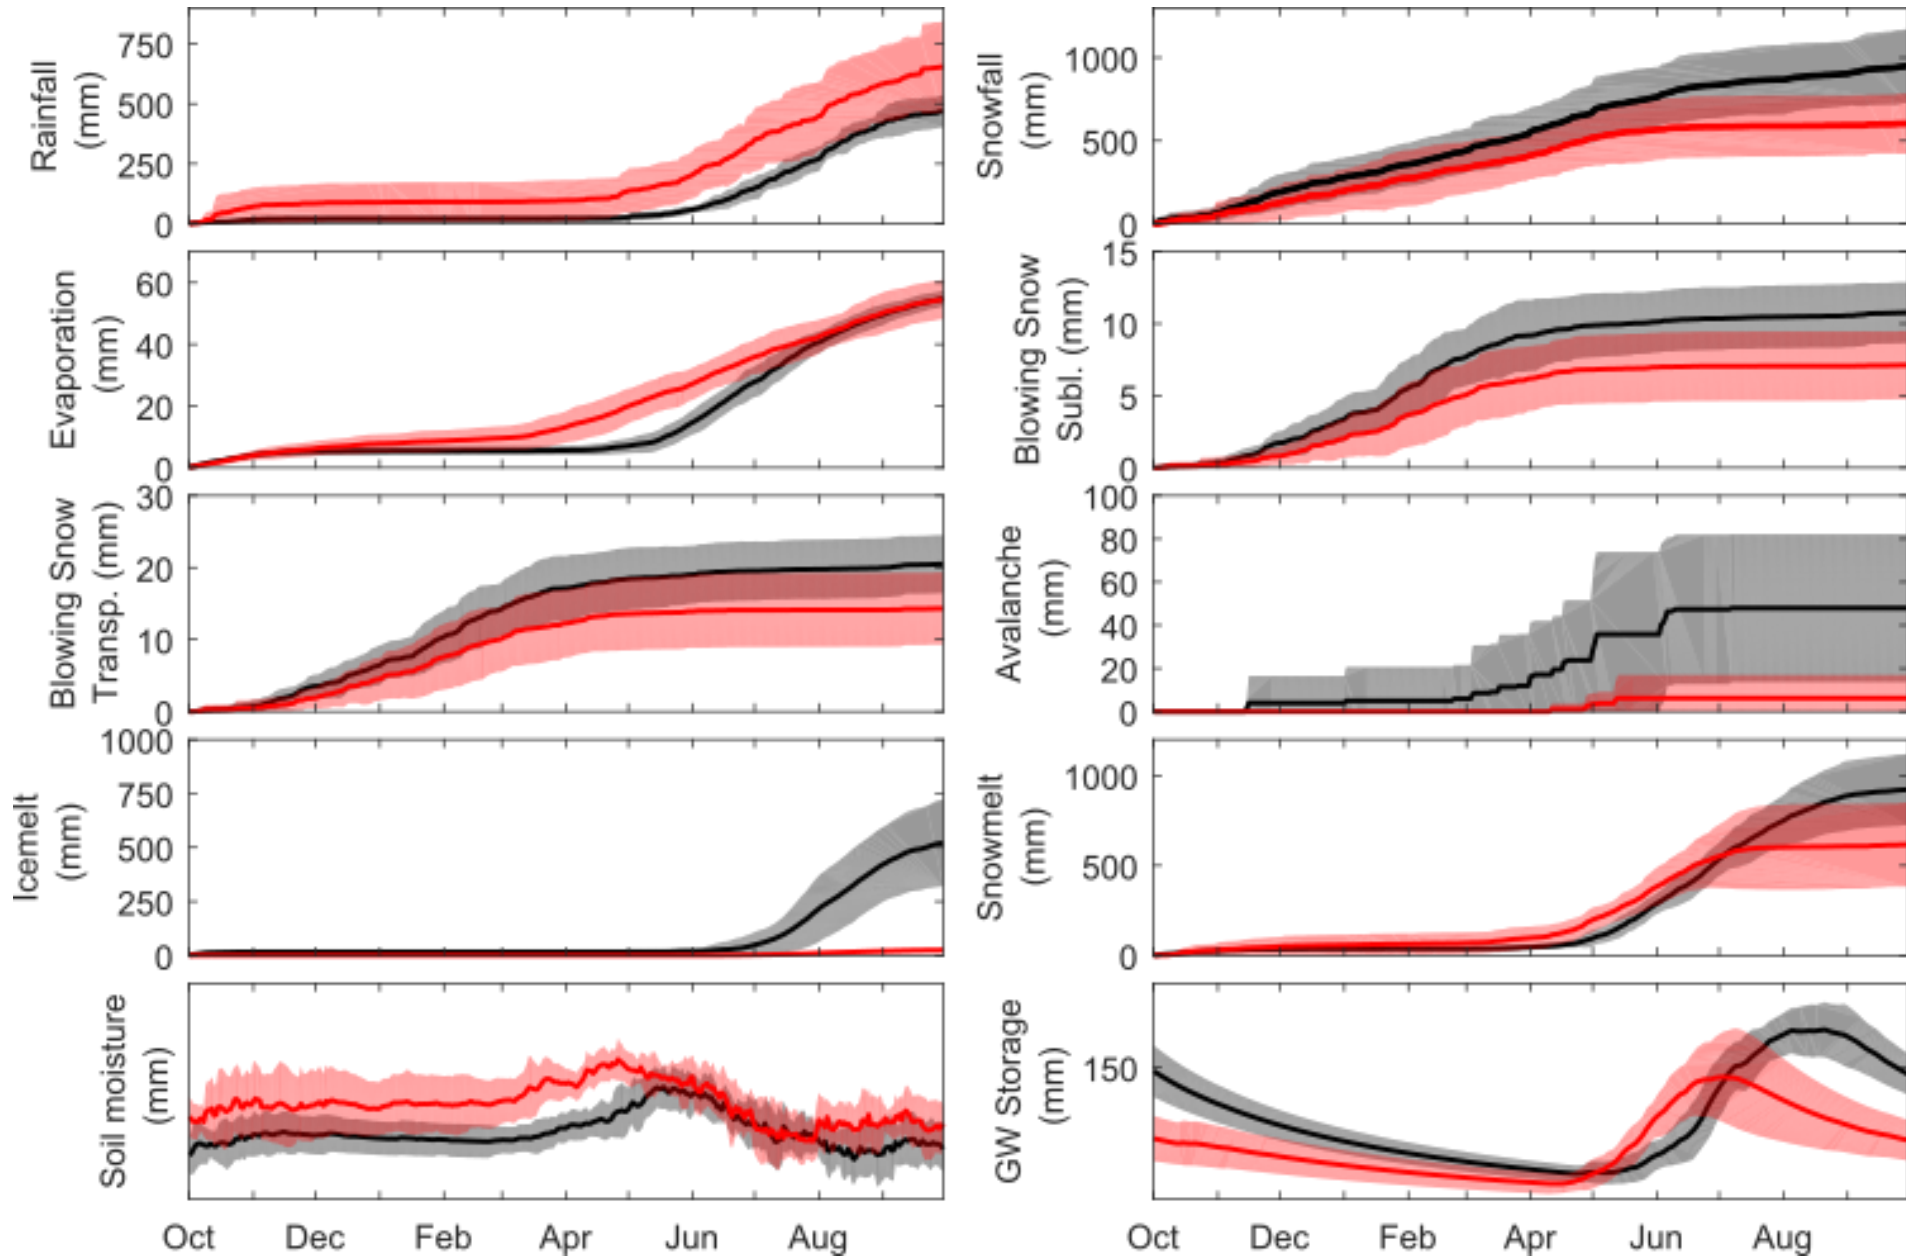 Rainfall
(mm)
750
500
250
0
Snowfall
(mm)
1000
500
0
Evaporation
(mm)
60
40
20
0
Blowing Snow
Subl. (mm)
15
10
5
0
Blowing Snow
Transp. (mm)
30
20
10
0
Avalanche
(mm)
100
80
60
40
20
0
Icemelt
(mm)
1000
750
500
250
0
Snowmelt
(mm)
1000
500
0
Soil moisture
(mm)
GW Storage
(mm)
150
Oct Dec Feb Apr Jun Aug
Oct Dec Feb Apr Jun Aug